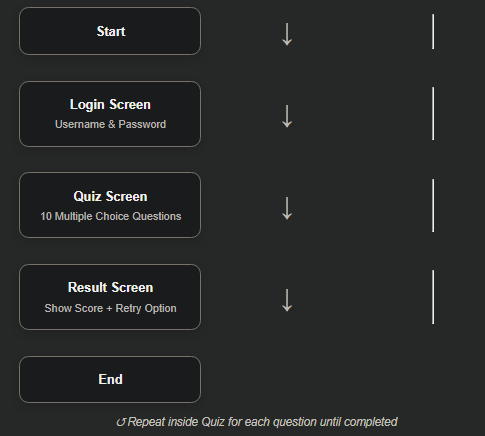 Start
Login Screen
Username & Password
Quiz Screen
10 Multiple Choice Questions
Result Screen
Show Score + Retry Option
End
↺ Repeat inside Quiz for each question until completed